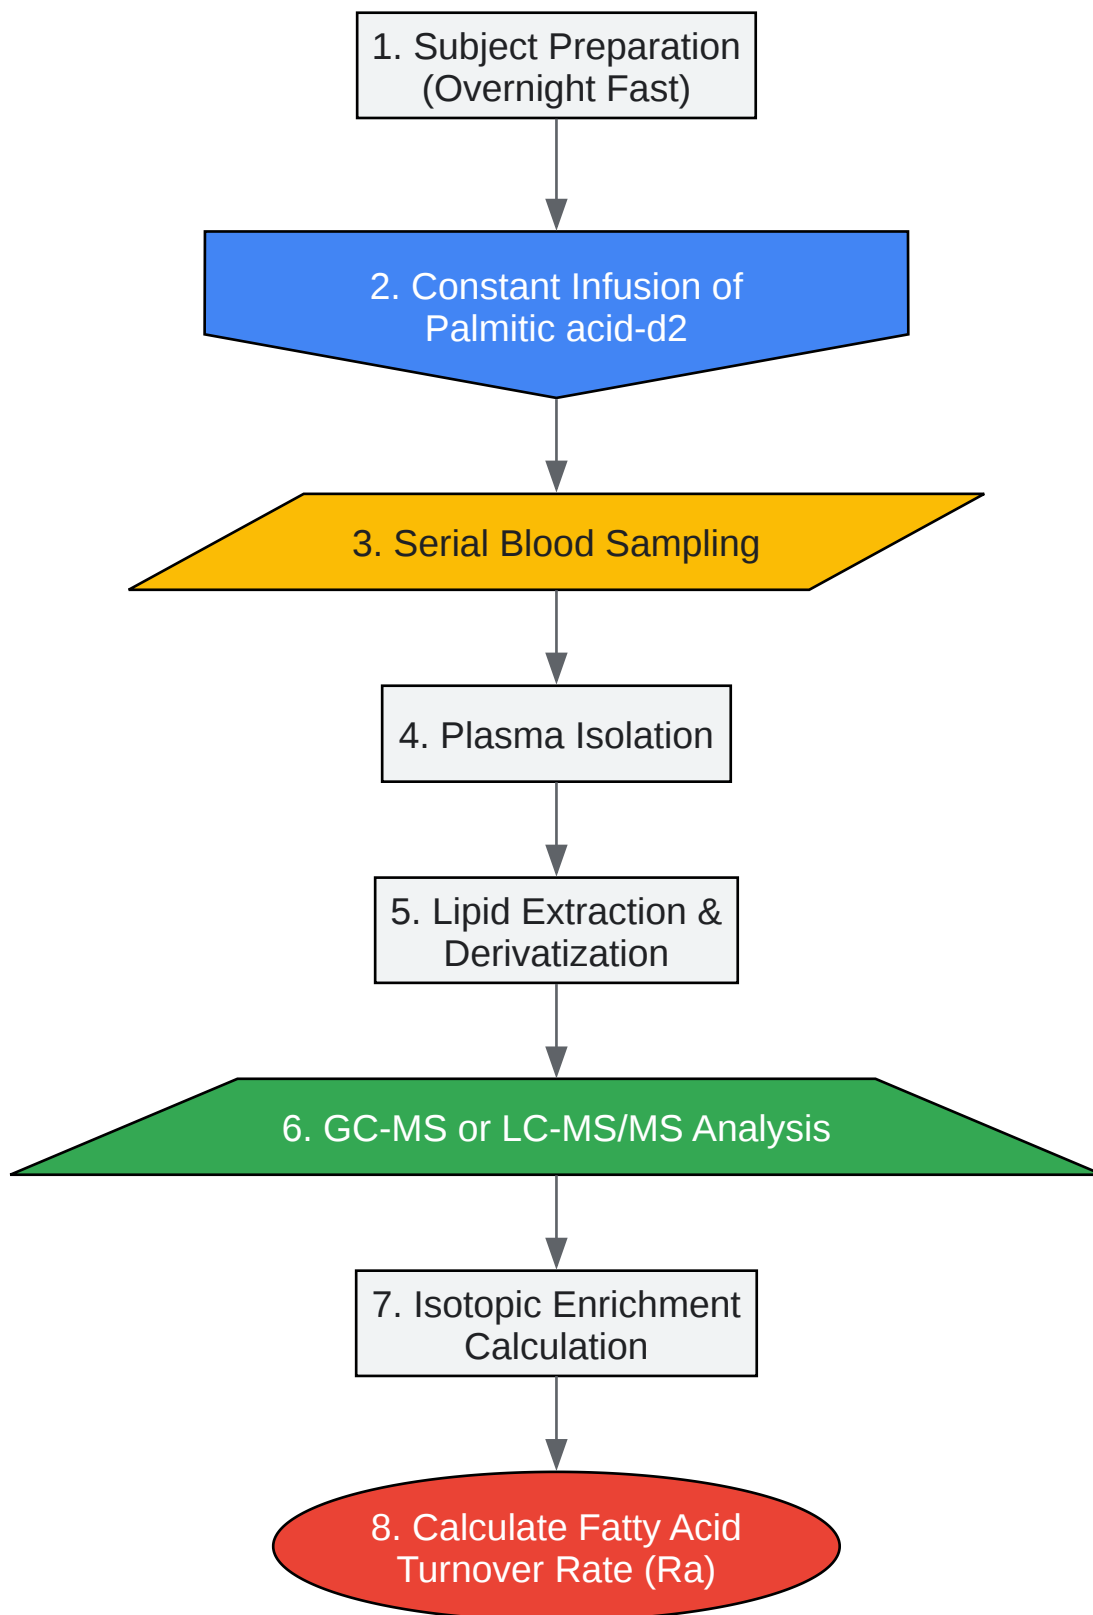 1. Subject Preparation
(Overnight Fast)
2. Constant Infusion of
Palmitic acid-d2
3. Serial Blood Sampling
4. Plasma Isolation
5. Lipid Extraction &
Derivatization
6. GC-MS or LC-MS/MS Analysis
7. Isotopic Enrichment
Calculation
8. Calculate Fatty Acid
Turnover Rate (Ra)